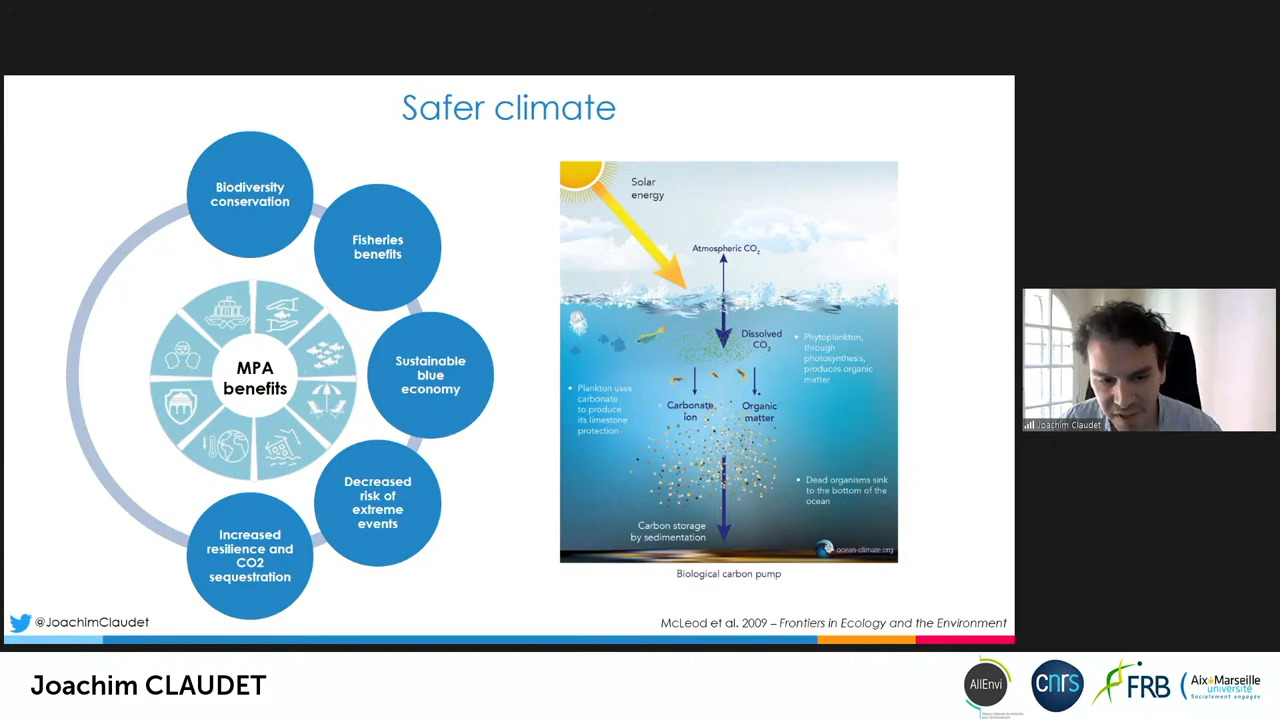 Safer climate
Biodiversity
conservation
Fisheries
benefits
Sustainable
blue
economy
Decreased
risk of
extreme
events
Increased
resilience and
CO2
sequestration
MPA
benefits
Solar
energy
Atmospheric CO₂
Dissolved
CO₂
• Phytoplankton,
through
photosynthesis,
produces organic
matter
• Plankton uses
carbonate
to produce
its limestone
protection
Carbonate
ion
Organic
matter
• Dead organisms sink
to the bottom of the
ocean
Carbon storage
by sedimentation
ocean-climate.org
Biological carbon pump
@JoachimClaudet
McLeod et al. 2009 – Frontiers in Ecology and the Environment
Joachim Claudet
Joachim CLAUDET
AllEnvi
cnrs
FRB
Aix Marseille
université
Socialement engagée